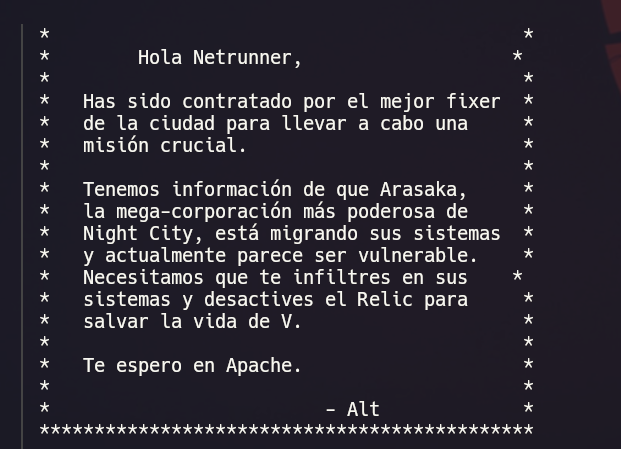 *                                           *
*        Hola Netrunner,                   *
*                                           *
*   Has sido contratado por el mejor fixer  *
*   de la ciudad para llevar a cabo una     *
*   misión crucial.                         *
*                                           *
*   Tenemos información de que Arasaka,     *
*   la mega-corporación más poderosa de     *
*   Night City, está migrando sus sistemas  *
*   y actualmente parece ser vulnerable.    *
*   Necesitamos que te infiltres en sus    *
*   sistemas y desactives el Relic para     *
*   salvar la vida de V.                    *
*                                           *
*   Te espero en Apache.                    *
*                                           *
*                         - Alt             *
*********************************************